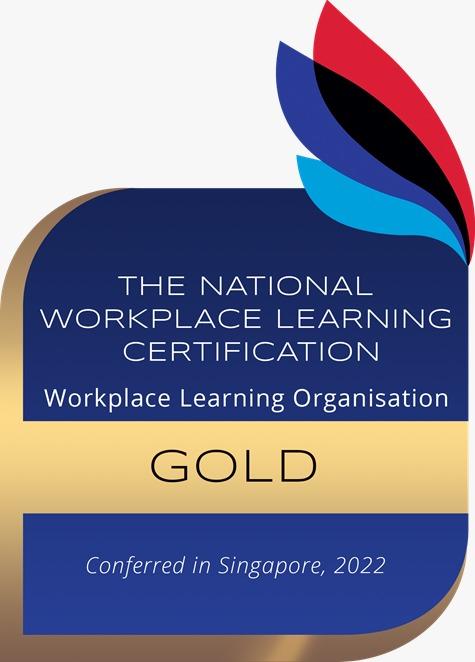 THE NATIONAL
WORKPLACE LEARNING
CERTIFICATION
Workplace Learning Organisation
GOLD
Conferred in Singapore, 2022